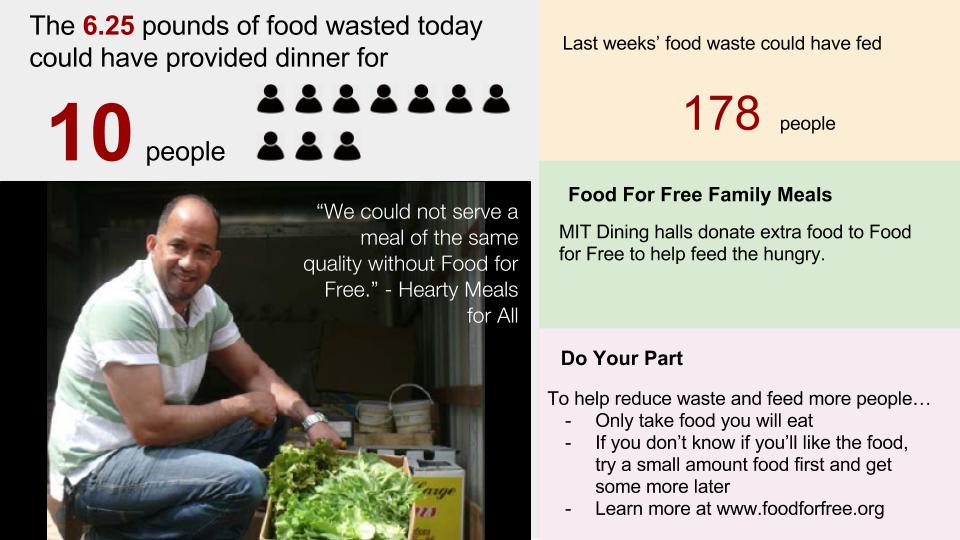 The 6.25 pounds of food wasted today
could have provided dinner for
10 people
“We could not serve a
meal of the same
quality without Food for
Free.” - Hearty Meals
for All
Last weeks’ food waste could have fed
178 people
Food For Free Family Meals
MIT Dining halls donate extra food to Food
for Free to help feed the hungry.
Do Your Part
To help reduce waste and feed more people…
- Only take food you will eat
- If you don’t know if you’ll like the food,
try a small amount food first and get
some more later
- Learn more at www.foodforfree.org